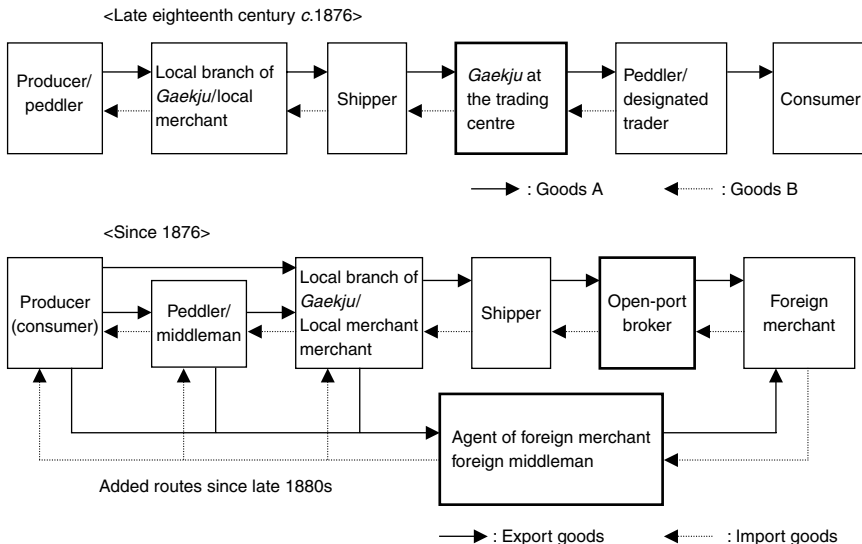 <Late eighteenth century c.1876>
Producer/
peddler
Local branch of
Gaekju/local
merchant
Shipper
Gaekju at
the trading
centre
Peddler/
designated
trader
Consumer
: Goods A
: Goods B
<Since 1876>
Producer
(consumer)
Peddler/
middleman
Local branch of
Gaekju/
Local merchant
merchant
Shipper
Open-port
broker
Foreign
merchant
Agent of foreign merchant
foreign middleman
Added routes since late 1880s
: Export goods
: Import goods